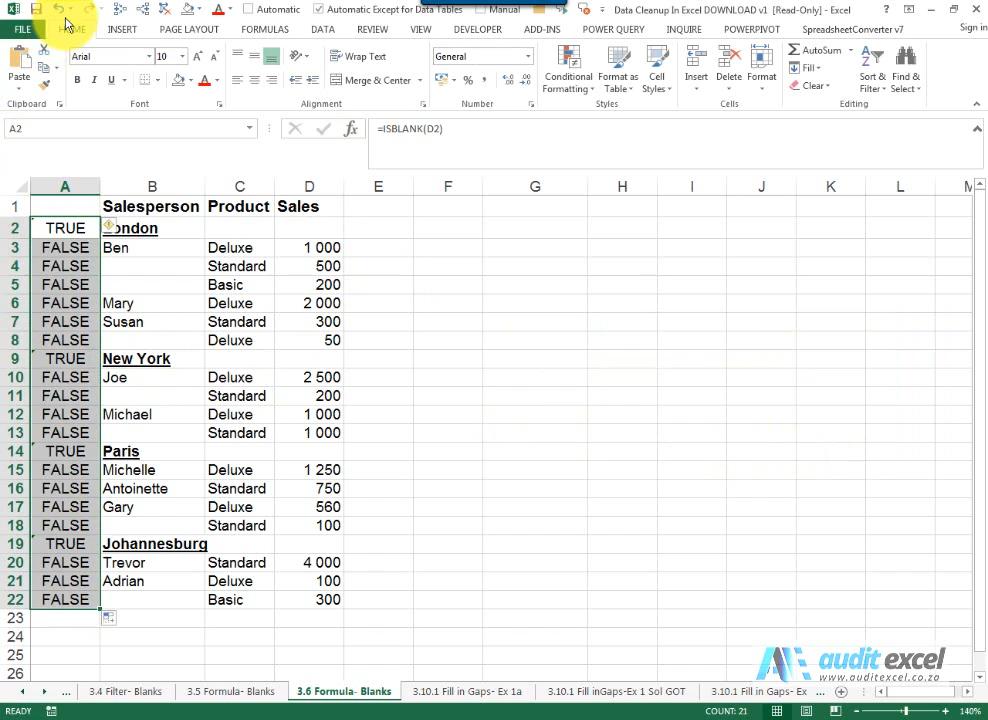 Automatic Automatic Except for Data Tables Manual Data Cleanup In Excel DOWNLOAD v1 [Read-Only] - Excel ?
FILE HOME INSERT PAGE LAYOUT FORMULAS DATA REVIEW VIEW DEVELOPER ADD-INS POWER QUERY INQUIRE POWERPIVOT SpreadsheetConverter v7 Sign in
Paste Arial 10 Wrap Text General Conditional Formatting Format as Table Cell Styles Insert Delete Format AutoSum Sort & Filter Find & Select
B I U Merge & Center % Fill
Clear
Clipboard Font Alignment Number Styles Cells Editing
A2 fx =ISBLANK(D2)
A B C D E F G H I J K L M
1 Salesperson Product Sales
2 TRUE London
3 FALSE Ben Deluxe 1 000
4 FALSE Standard 500
5 FALSE Basic 200
6 FALSE Mary Deluxe 2 000
7 FALSE Susan Standard 300
8 FALSE Deluxe 50
9 TRUE New York
10 FALSE Joe Deluxe 2 500
11 FALSE Standard 200
12 FALSE Michael Deluxe 1 000
13 FALSE Standard 1 000
14 TRUE Paris
15 FALSE Michelle Deluxe 1 250
16 FALSE Antoinette Standard 750
17 FALSE Gary Deluxe 560
18 FALSE Standard 100
19 TRUE Johannesburg
20 FALSE Trevor Standard 4 000
21 FALSE Adrian Deluxe 100
22 FALSE Basic 300
23
24
25
26
audit excel
www.auditexcel.co.za
... 3.4 Filter- Blanks 3.5 Formula- Blanks 3.6 Formula- Blanks 3.10.1 Fill in Gaps- Ex 1a 3.10.1 Fill inGaps-Ex 1 Sol GOT 3.10.1 Fill in Gaps- Ex ...
READY COUNT: 21 140%